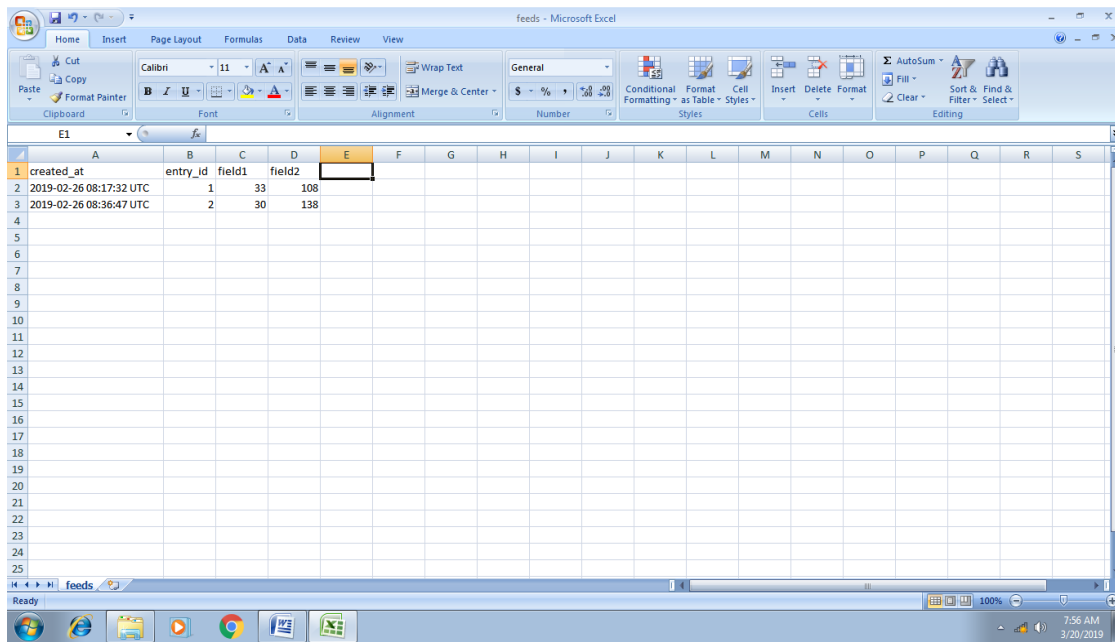 feeds - Microsoft Excel
Home Insert Page Layout Formulas Data Review View
Paste
Cut
Copy
Format Painter
Clipboard
Calibri 11 A A
B I U A
Font
Wrap Text
Merge & Center
Alignment
General
$ % , .0 .00 .00 .0
Number
Conditional Formatting
Format as Table
Cell Styles
Styles
Insert Delete Format
Cells
Σ AutoSum
Fill
Clear
Sort & Filter
Find & Select
Editing
E1 fx
A B C D E F G H I J K L M N O P Q R S
1 created_at entry_id field1 field2
2 2019-02-26 08:17:32 UTC 1 33 108
3 2019-02-26 08:36:47 UTC 2 30 138
4
5
6
7
8
9
10
11
12
13
14
15
16
17
18
19
20
21
22
23
24
25
feeds
Ready 100%
7:56 AM
3/20/2019